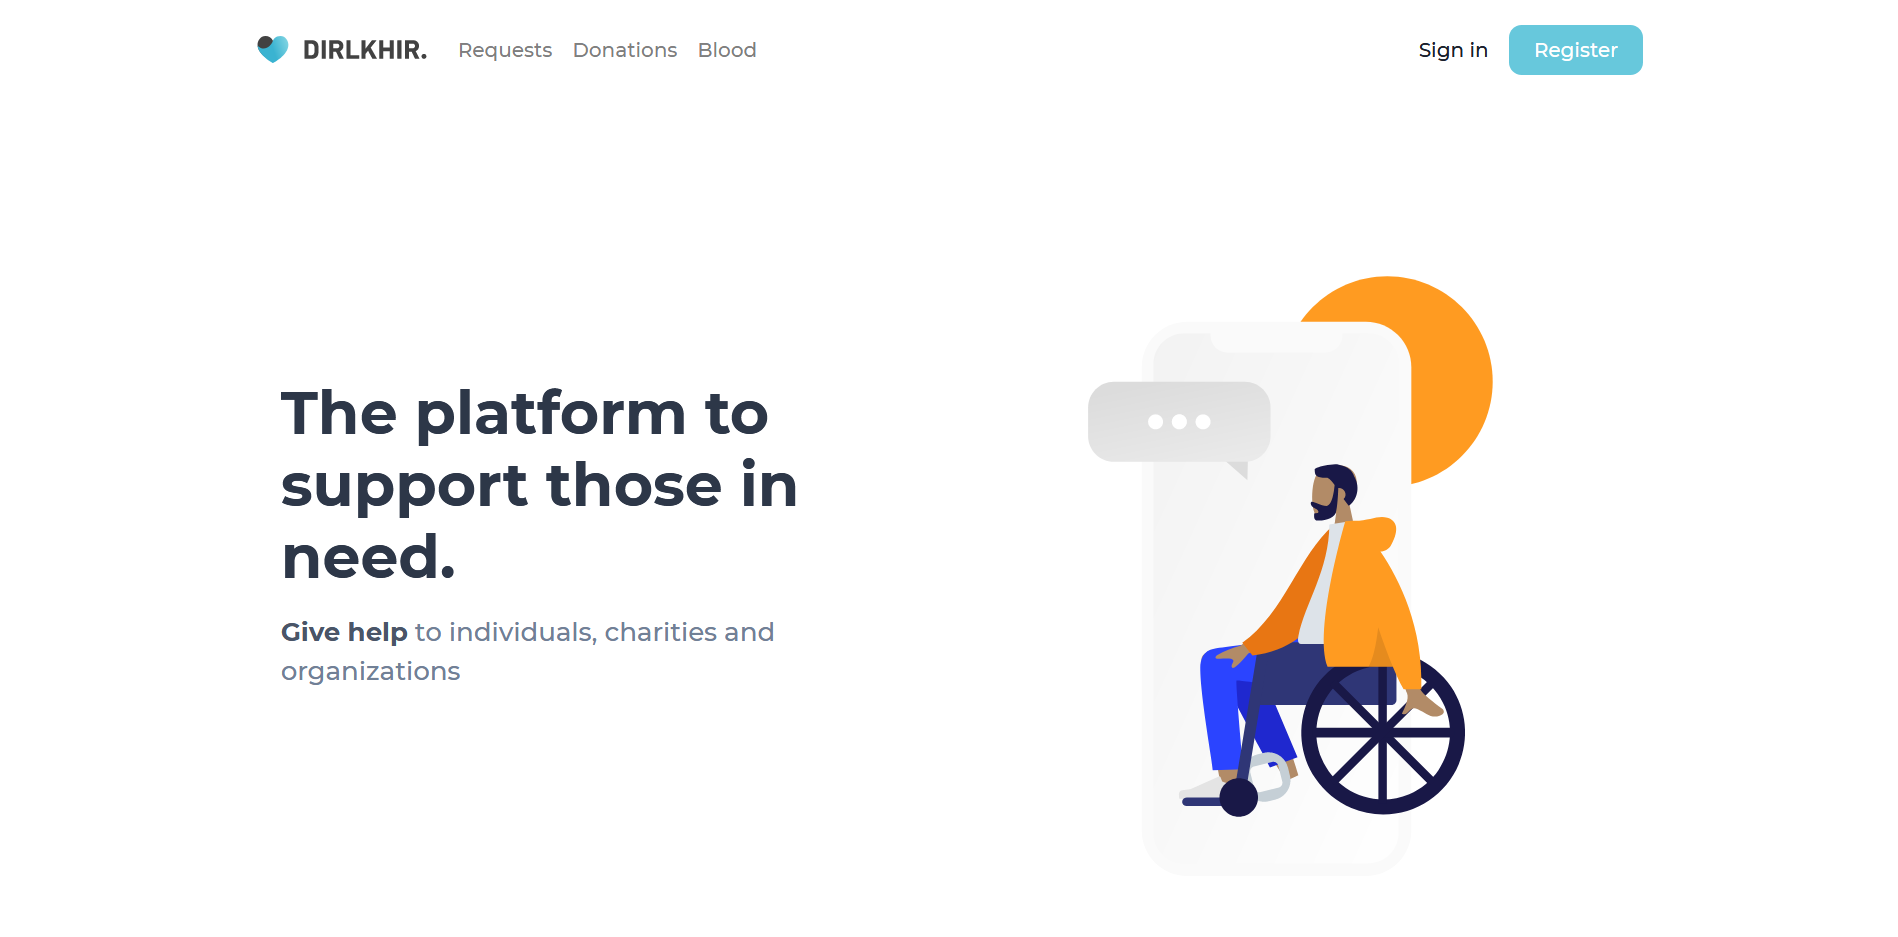 DIRLKHIR. Requests Donations Blood Sign in Register
The platform to
support those in
need.
Give help to individuals, charities and
organizations